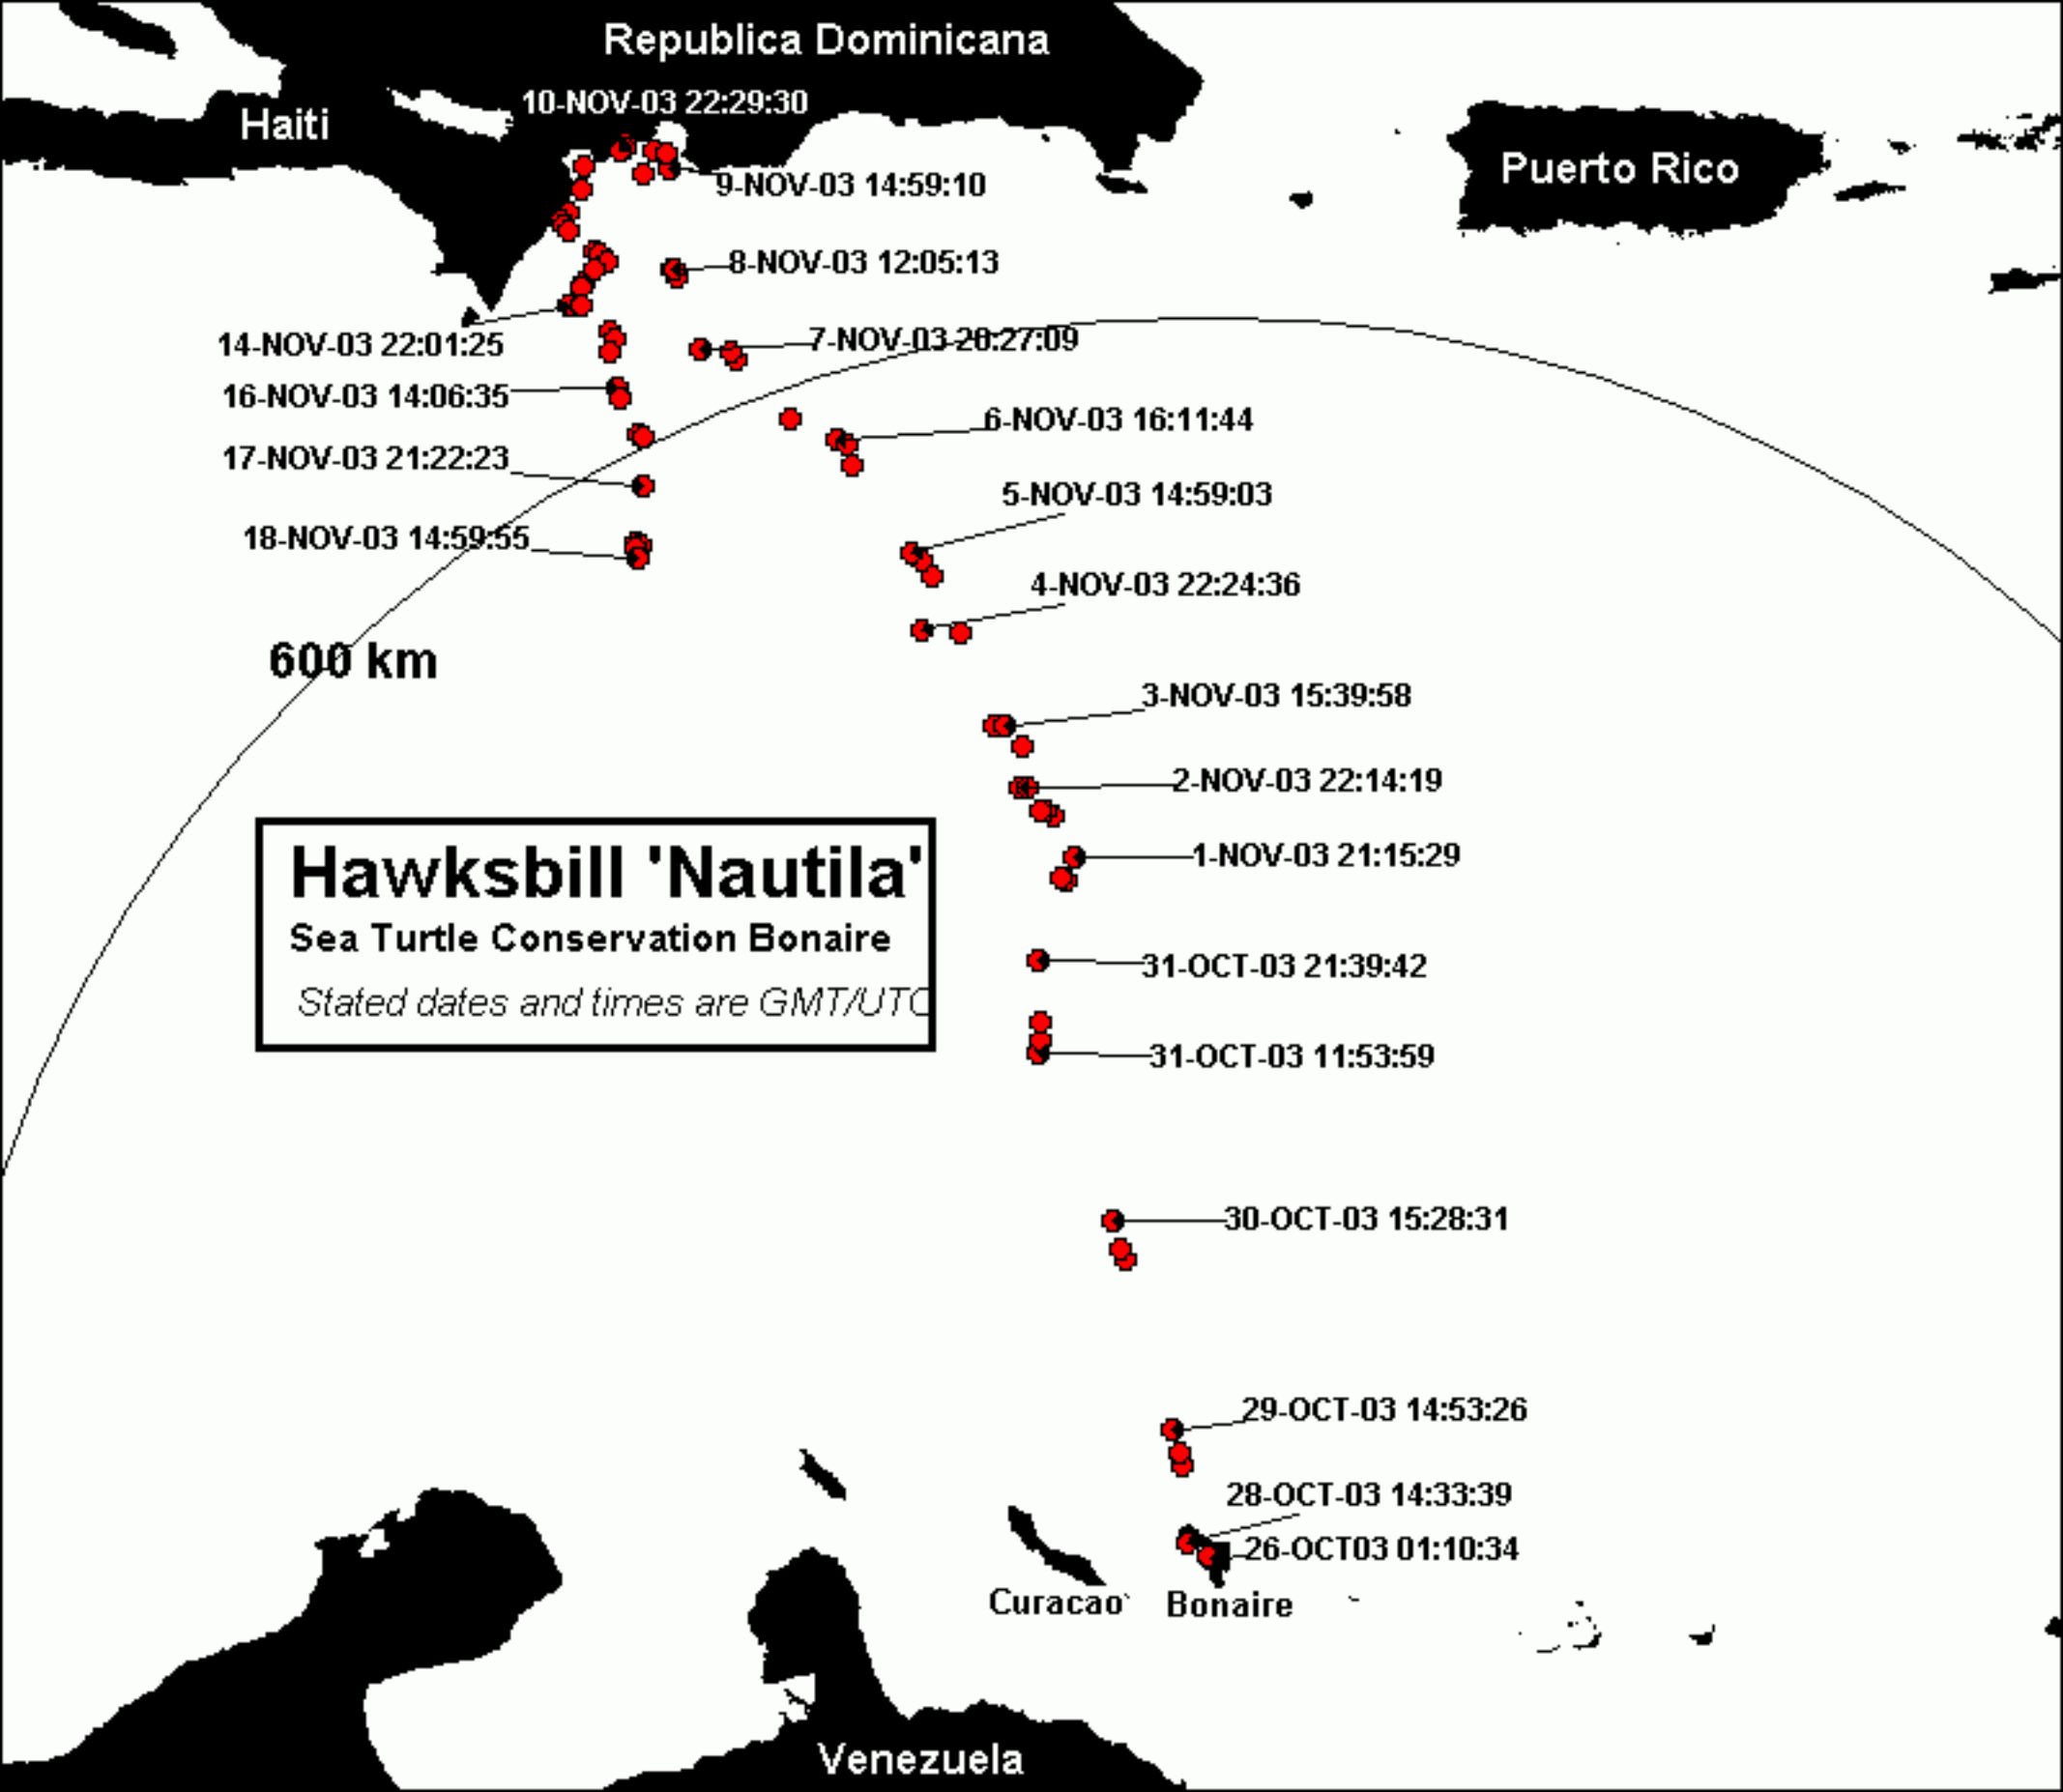 Republica Dominicana
10-NOV-03 22:29:30
Haiti
Puerto Rico
9-NOV-03 14:59:10
8-NOV-03 12:05:13
7-NOV-03 20:27:09
14-NOV-03 22:01:25
16-NOV-03 14:06:35
6-NOV-03 16:11:44
17-NOV-03 21:22:23
5-NOV-03 14:59:03
18-NOV-03 14:59:55
4-NOV-03 22:24:36
600 km
3-NOV-03 15:39:58
2-NOV-03 22:14:19
1-NOV-03 21:15:29
Hawksbill 'Nautila'
Sea Turtle Conservation Bonaire
Stated dates and times are GMT/UTC
31-OCT-03 21:39:42
31-OCT-03 11:53:59
30-OCT-03 15:28:31
29-OCT-03 14:53:26
28-OCT-03 14:33:39
26-OCT03 01:10:34
Curacao
Bonaire
Venezuela